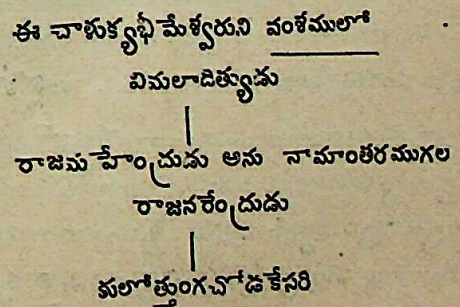 ఈ చాళుక్యభీమేశ్వరుని వంశములో
విమలాదిత్యుడు
రాజమహేంద్రుడు అను నామాంతరముగల
రాజనరేంద్రుడు
కులోత్తుంగచోడకేసరి